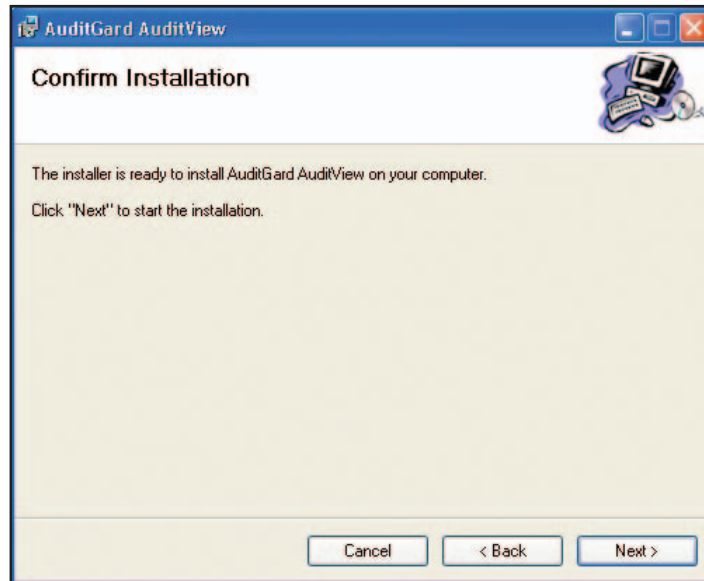 AuditGard AuditView
Confirm Installation
The installer is ready to install AuditGard AuditView on your computer.
Click "Next" to start the installation.
Cancel
< Back
Next >